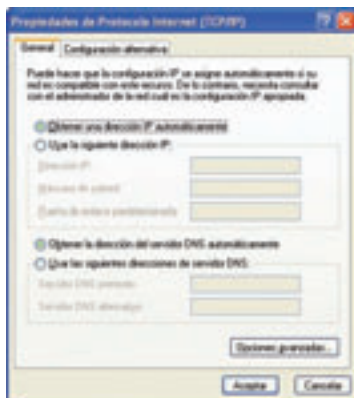 Propiedades de Protocolo Internet (TCP/IP)
General
Configuración alternativa
Puede hacer que la configuración IP se asigne automáticamente si su
red es compatible con este recurso. De lo contrario, necesita consultar
con el administrador de la red cuál es la configuración IP apropiada.
Obtener una dirección IP automáticamente
Usar la siguiente dirección IP:
Dirección IP:
Máscara de subred:
Puerta de enlace predeterminada:
Obtener la dirección del servidor DNS automáticamente
Usar las siguientes direcciones de servidor DNS:
Servidor DNS preferido:
Servidor DNS alternativo:
Opciones avanzadas...
Aceptar
Cancelar